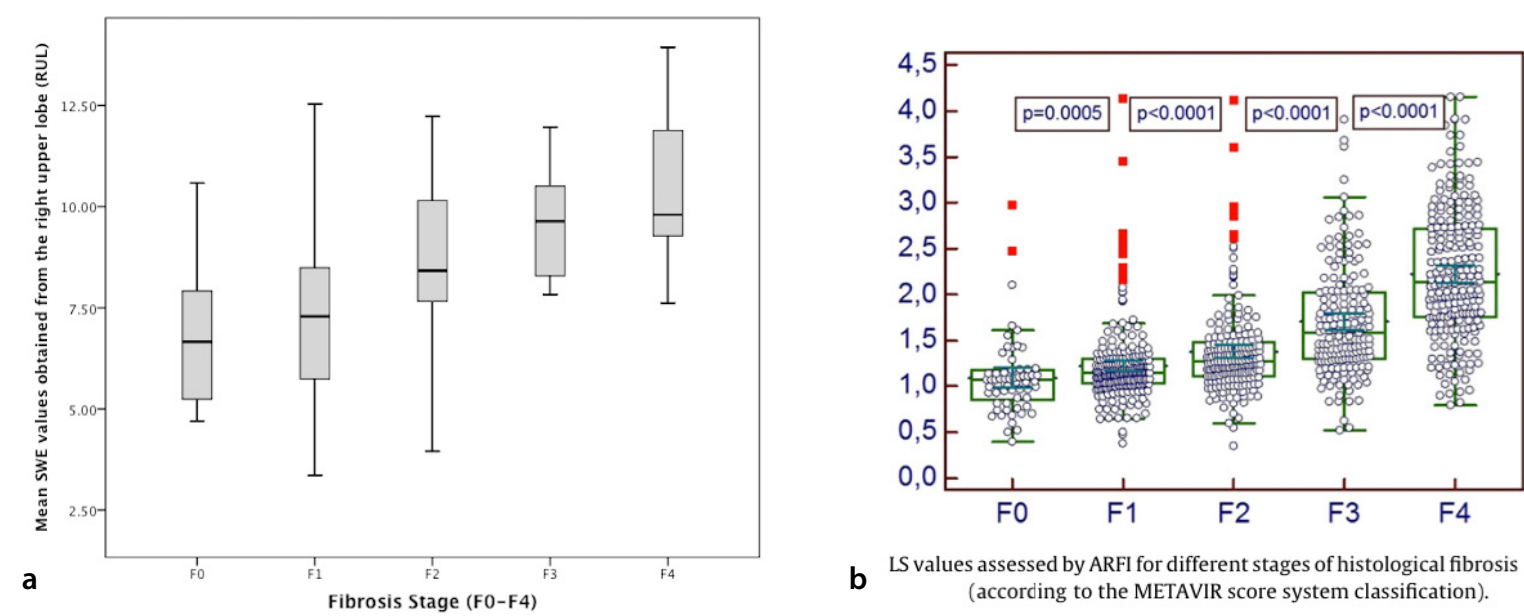 Mean SWE values obtained from the right upper lobe (RUL)
12.50
10.00
7.50
5.00
2.50
F0 F1 F2 F3 F4
Fibrosis Stage (F0-F4)
a
4,5
4,0
3,5
3,0
2,5
2,0
1,5
1,0
0,5
0,0
p=0.0005 p<0.0001 p<0.0001 p<0.0001
F0 F1 F2 F3 F4
b
LS values assessed by ARFI for different stages of histological fibrosis
(according to the METAVIR score system classification).